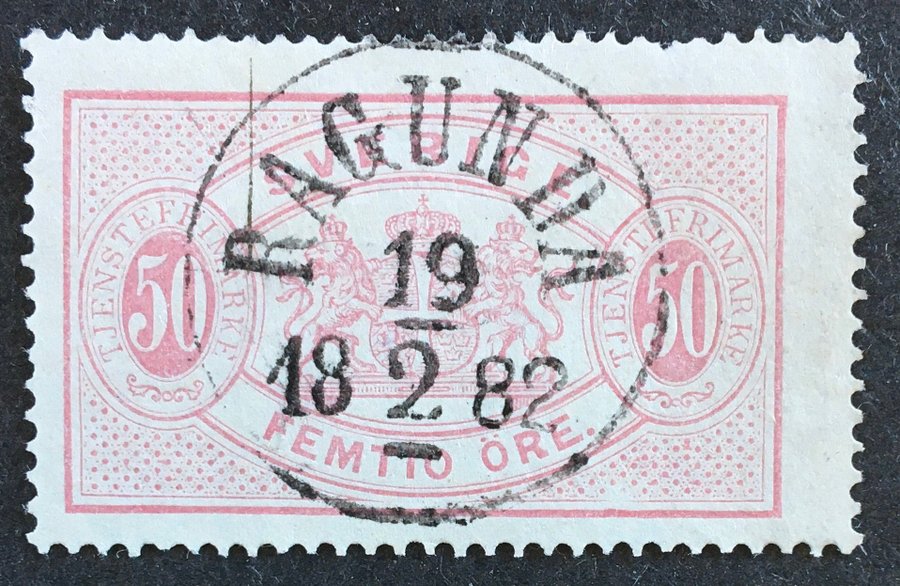 SVERIGE
TJENSTEFRIMARKE
50
TJENSTEFRIMARKE
50
FEMTIO ÖRE.
RAGUNDA
19
18 2 82